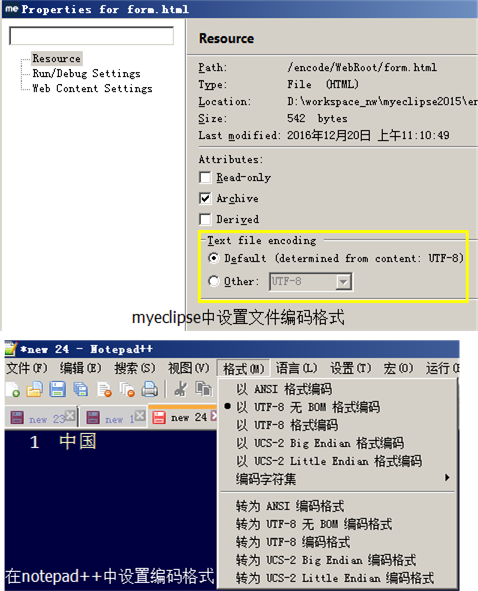 me Properties for form.html
Resource
Run/Debug Settings
Web Content Settings
Resource
Path: /encode/WebRoot/form.html
Type: File (HTML)
Location: D:\workspace_nw\myeclipse2015\en
Size: 542 bytes
Last modified: 2016年12月20日 上午11:10:49
Attributes:
Read-only
Archive
Derived
Text file encoding
Default (determined from content: UTF-8)
Other: UTF-8
myeclipse中设置文件编码格式
*new 24 - Notepad++
文件(F) 编辑(E) 搜索(S) 视图(V) 格式(M) 语言(L) 设置(T) 宏(O) 运行(
new 23 new 1 new 24
1 中国
以 ANSI 格式编码
以 UTF-8 无 BOM 格式编码
以 UTF-8 格式编码
以 UCS-2 Big Endian 格式编码
以 UCS-2 Little Endian 格式编码
编码字符集
转为 ANSI 编码格式
转为 UTF-8 无 BOM 编码格式
转为 UTF-8 编码格式
转为 UCS-2 Big Endian 编码格式
转为 UCS-2 Little Endian 编码格式
在notepad++中设置编码格式